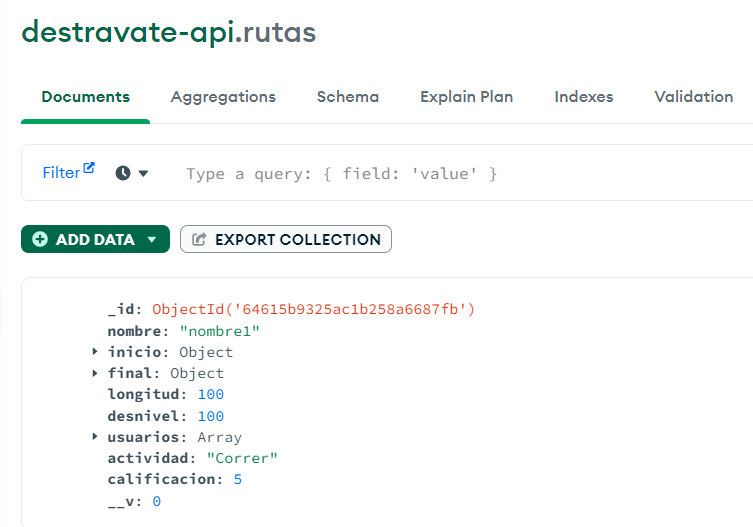 destravate-api.rutas
Documents Aggregations Schema Explain Plan Indexes Validation
Filter Type a query: { field: 'value' }
ADD DATA EXPORT COLLECTION
_id: ObjectId('64615b9325ac1b258a6687fb')
nombre: "nombre1"
inicio: Object
final: Object
longitud: 100
desnivel: 100
usuarios: Array
actividad: "Correr"
calificacion: 5
__v: 0